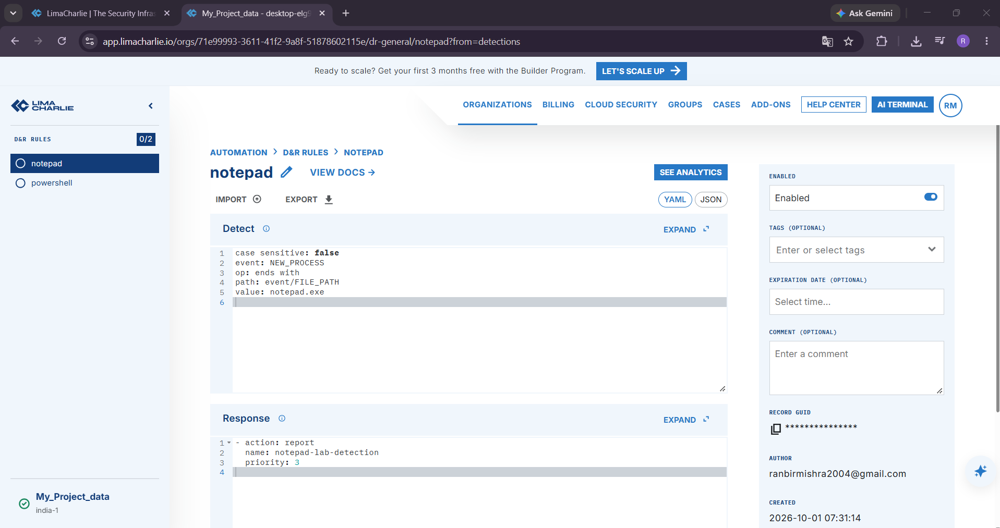 LimaCharlie | The Security Infras
My_Project_data - desktop-elg9
Ask Gemini
app.limacharlie.io/orgs/71e99993-3611-41f2-9a8f-51878602115e/dr-general/notepad?from=detections
R
Ready to scale? Get your first 3 months free with the Builder Program.
LET'S SCALE UP
LIMA
CHARLIE
ORGANIZATIONS
BILLING
CLOUD SECURITY
GROUPS
CASES
ADD-ONS
HELP CENTER
AI TERMINAL
RM
D&R RULES
0/2
notepad
powershell
AUTOMATION > D&R RULES > NOTEPAD
notepad
VIEW DOCS →
SEE ANALYTICS
IMPORT
EXPORT
YAML
JSON
Detect
EXPAND
1 case sensitive: false
2 event: NEW_PROCESS
3 op: ends with
4 path: event/FILE_PATH
5 value: notepad.exe
6
Response
EXPAND
1 - action: report
2 name: notepad-lab-detection
3 priority: 3
4
ENABLED
Enabled
TAGS (OPTIONAL)
Enter or select tags
EXPIRATION DATE (OPTIONAL)
Select time...
COMMENT (OPTIONAL)
Enter a comment
RECORD GUID
***************
AUTHOR
ranbirmishra2004@gmail.com
CREATED
2026-10-01 07:31:14
My_Project_data
india-1